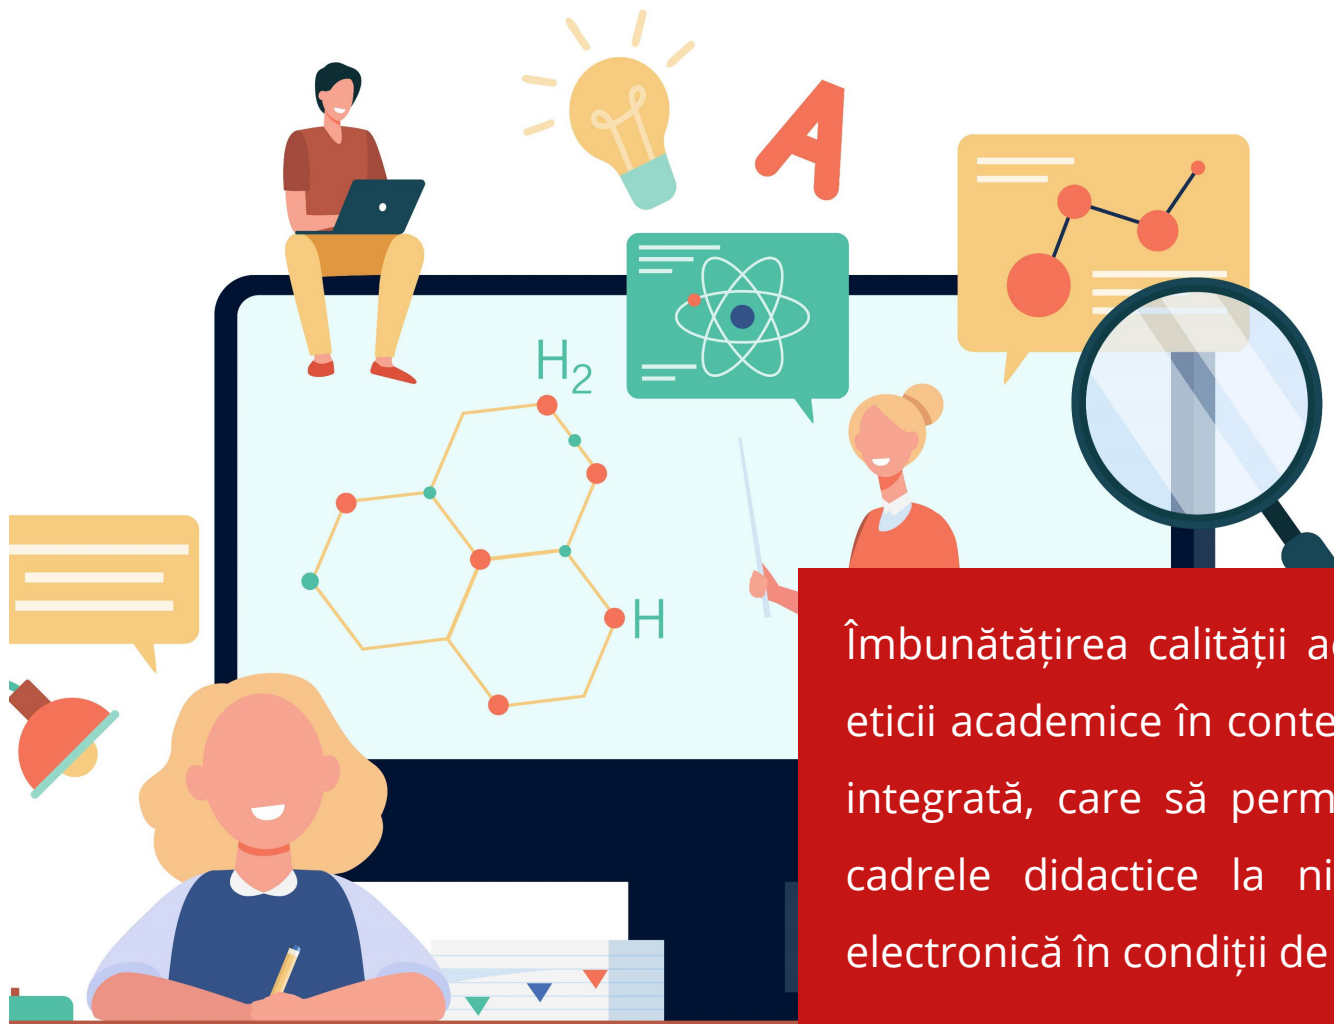 A
H₂
H
Îmbunătățirea calității
eticii academice în
integrată, care să
cadrele didactice la
electronică în condiții de